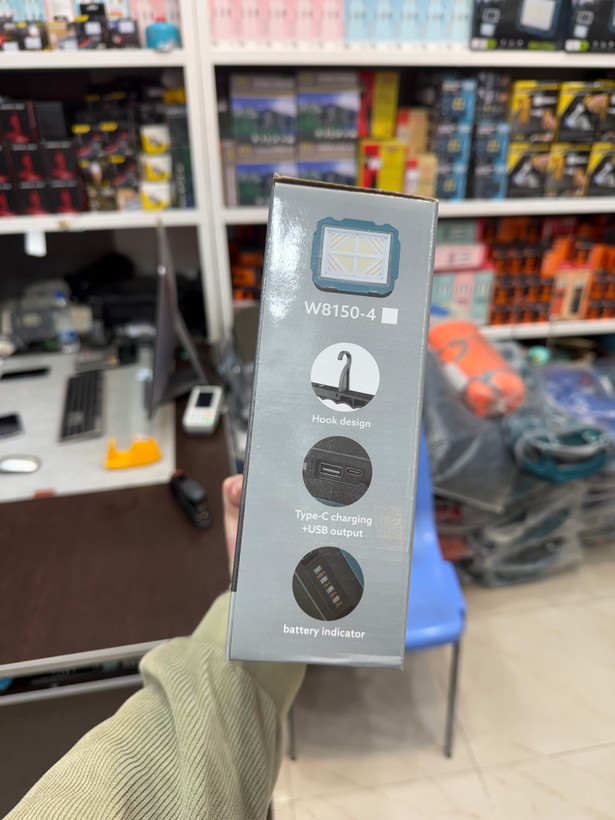 W8150-4
Hook design
Type-C charging
+USB output
battery indicator